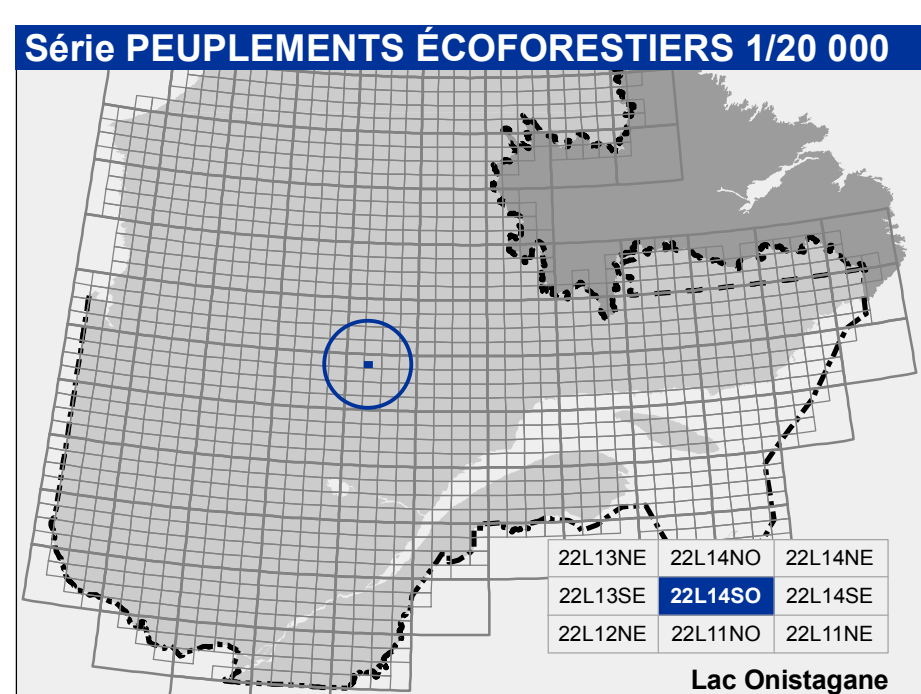 Série PEUPLEMENTS ÉCOFORESTIERS 1/20 000
22L13NE 22L14NO 22L14NE
22L13SE 22L14SO 22L14SE
22L12NE 22L11NO 22L11NE
Lac Onistagane